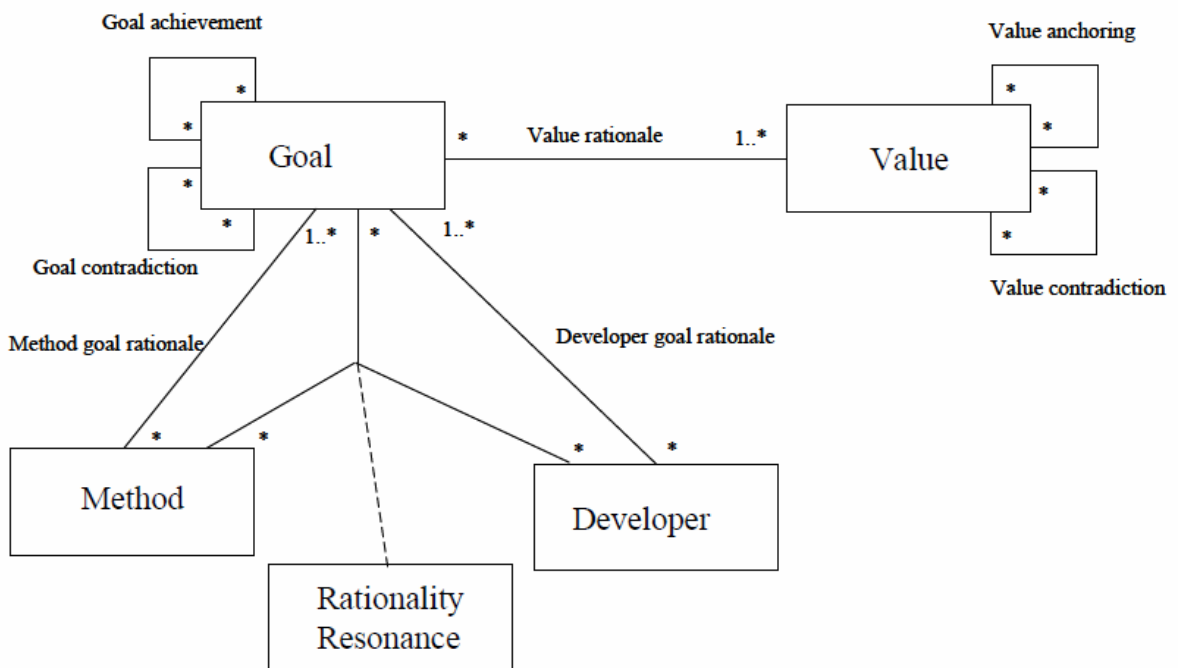 Goal achievement
Value anchoring
*
*
*
*
Goal
*
Value rationale
1..*
Value
*
*
*
*
1..*
*
1..*
Goal contradiction
Value contradiction
Method goal rationale
Developer goal rationale
*
*
*
*
Method
Developer
Rationality
Resonance